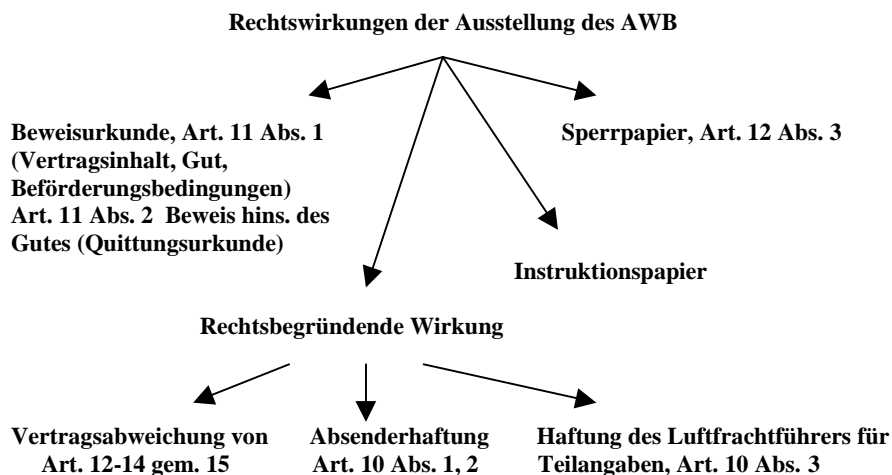 Rechtswirkungen der Ausstellung des AWB
Beweisurkunde, Art. 11 Abs. 1
(Vertragsinhalt, Gut,
Beförderungsbedingungen)
Art. 11 Abs. 2 Beweis hins. des
Gutes (Quittungsurkunde)
Sperrpapier, Art. 12 Abs. 3
Instruktionspapier
Rechtsbegründende Wirkung
Vertragsabweichung von
Art. 12-14 gem. 15
Absenderhaftung
Art. 10 Abs. 1, 2
Haftung des Luftfrachtführers für
Teilangaben, Art. 10 Abs. 3